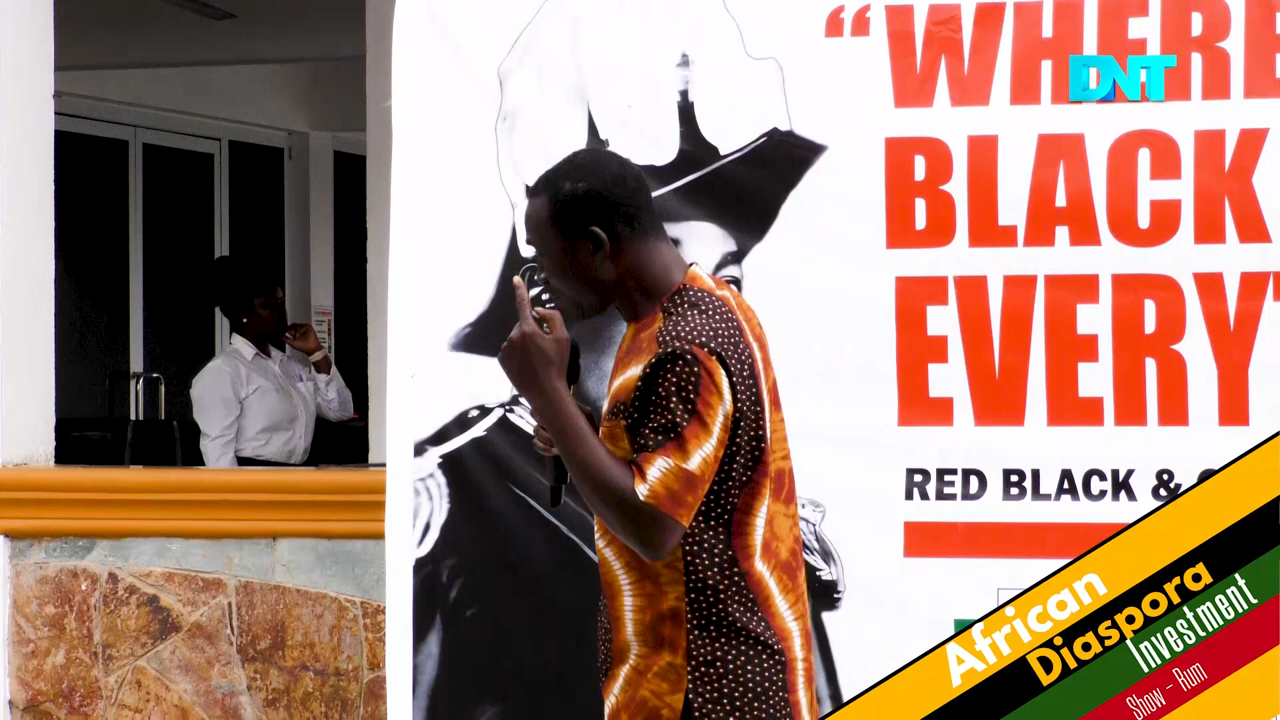 “WHERE
DNT
BLACK
EVERY
RED BLACK &
African
Diaspora
Investment
Show - Rum